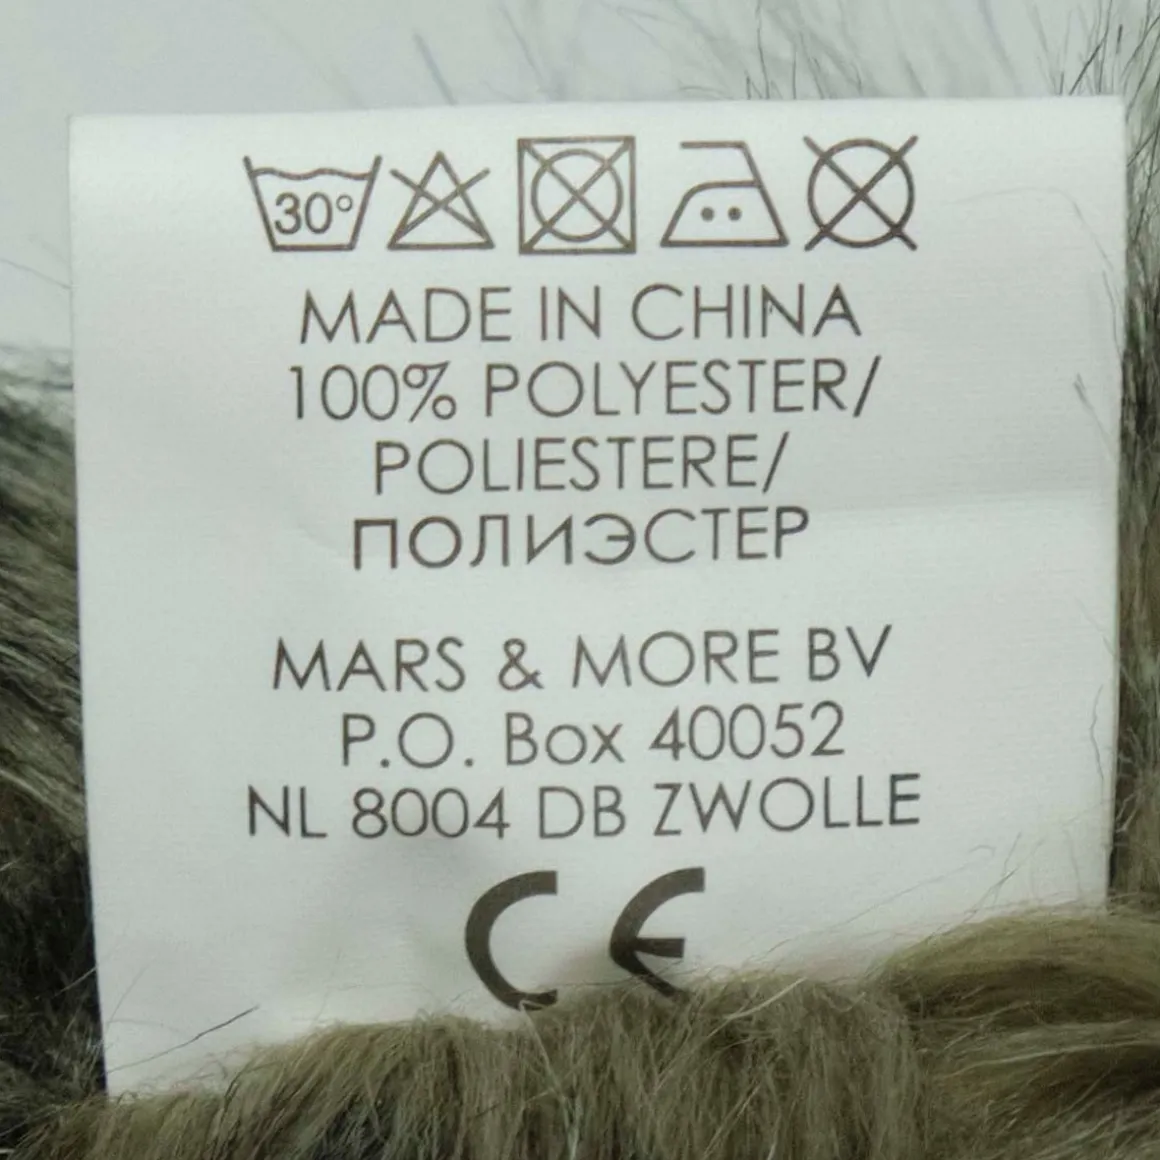 30°
MADE IN CHINA
100% POLYESTER/
POLIESTERE/
ПОЛИЭСТЕР
MARS & MORE BV
P.O. Box 40052
NL 8004 DB ZWOLLE
CE